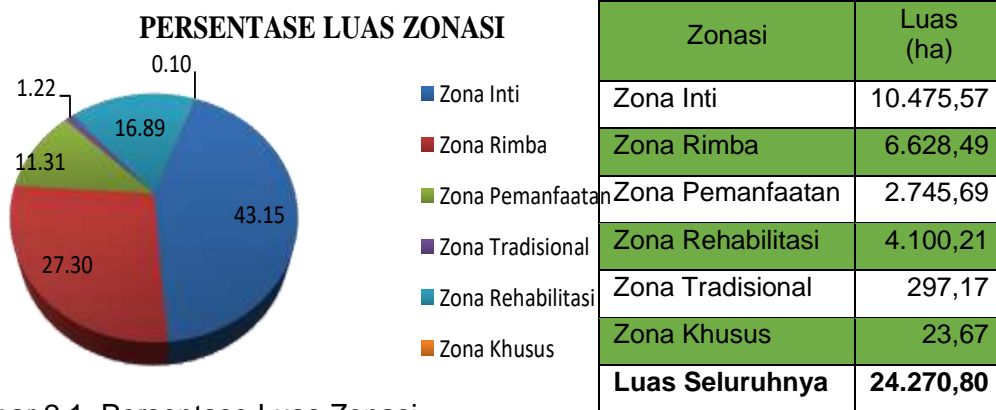 PERSENTASE LUAS ZONASI
0.10
1.22
16.89
11.31
43.15
27.30
Zona Inti
Zona Rimba
Zona Pemanfaatan
Zona Tradisional
Zona Rehabilitasi
Zona Khusus
Zonasi Luas (ha)
Zona Inti 10.475,57
Zona Rimba 6.628,49
Zona Pemanfaatan 2.745,69
Zona Rehabilitasi 4.100,21
Zona Tradisional 297,17
Zona Khusus 23,67
Luas Seluruhnya 24.270,80
Persentase Luas Zonasi